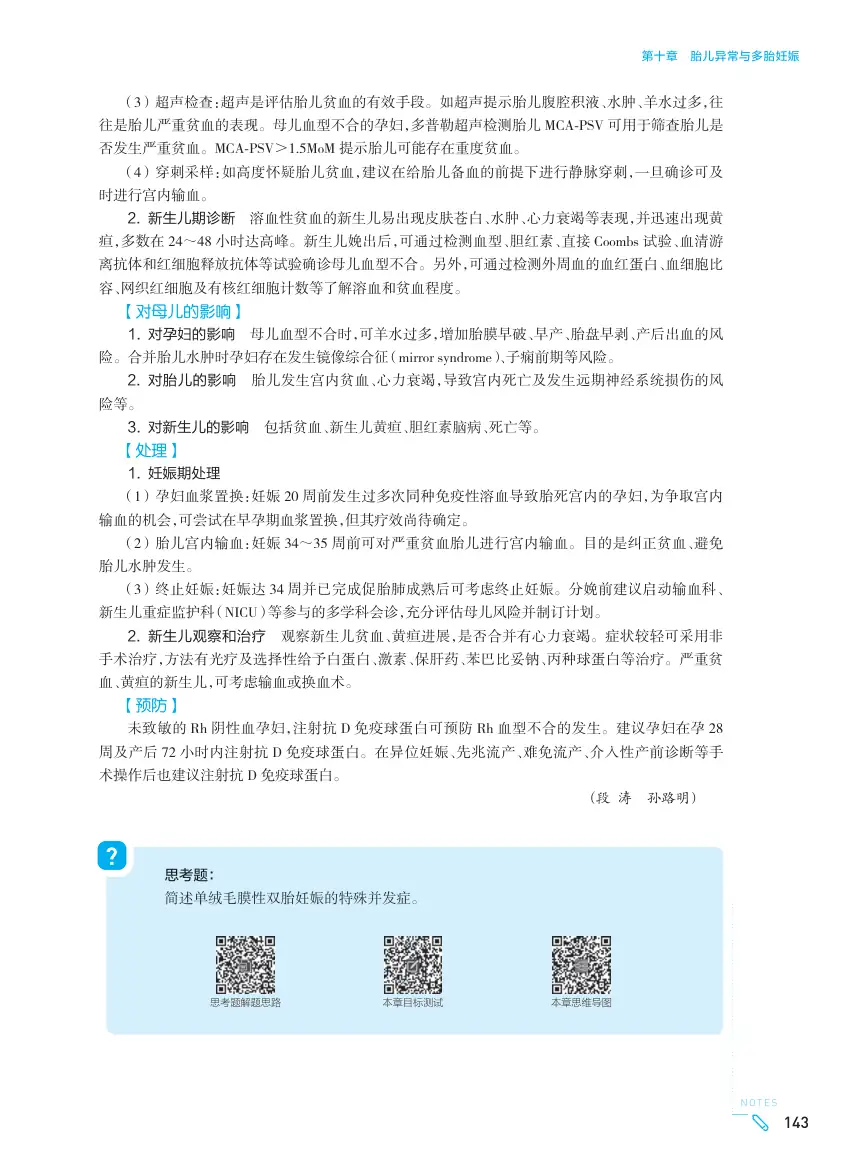 第十章 胎儿异常与多胎妊娠
（3）超声检查：超声是评估胎儿贫血的有效手段。如超声提示胎儿腹腔积液、水肿、羊水过多，往
往是胎儿严重贫血的表现。母儿血型不合的孕妇，多普勒超声检测胎儿 MCA-PSV 可用于筛查胎儿是
否发生严重贫血。MCA-PSV＞1.5MoM 提示胎儿可能存在重度贫血。
（4）穿刺采样：如高度怀疑胎儿贫血，建议在给胎儿备血的前提下进行静脉穿刺，一旦确诊可及
时进行宫内输血。
2. 新生儿期诊断 溶血性贫血的新生儿易出现皮肤苍白、水肿、心力衰竭等表现，并迅速出现黄
疸，多数在 24～48 小时达高峰。新生儿娩出后，可通过检测血型、胆红素、直接 Coombs 试验、血清游
离抗体和红细胞释放抗体等试验确诊母儿血型不合。另外，可通过检测外周血的血红蛋白、血细胞比
容、网织红细胞及有核红细胞计数等了解溶血和贫血程度。
【对母儿的影响】
1. 对孕妇的影响 母儿血型不合时，可羊水过多，增加胎膜早破、早产、胎盘早剥、产后出血的风
险。合并胎儿水肿时孕妇存在发生镜像综合征（mirror syndrome）、子痫前期等风险。
2. 对胎儿的影响 胎儿发生宫内贫血、心力衰竭，导致宫内死亡及发生远期神经系统损伤的风
险等。
3. 对新生儿的影响 包括贫血、新生儿黄疸、胆红素脑病、死亡等。
【处理】
1. 妊娠期处理
（1）孕妇血浆置换：妊娠 20 周前发生过多次同种免疫性溶血导致胎死宫内的孕妇，为争取宫内
输血的机会，可尝试在早孕期血浆置换，但其疗效尚待确定。
（2）胎儿宫内输血：妊娠 34～35 周前可对严重贫血胎儿进行宫内输血。目的是纠正贫血、避免
胎儿水肿发生。
（3）终止妊娠：妊娠达 34 周并已完成促胎肺成熟后可考虑终止妊娠。分娩前建议启动输血科、
新生儿重症监护科（NICU）等参与的多学科会诊，充分评估母儿风险并制订计划。
2. 新生儿观察和治疗 观察新生儿贫血、黄疸进展，是否合并有心力衰竭。症状较轻可采用非
手术治疗，方法有光疗及选择性给予白蛋白、激素、保肝药、苯巴比妥钠、丙种球蛋白等治疗。严重贫
血、黄疸的新生儿，可考虑输血或换血术。
【预防】
未致敏的 Rh 阴性血孕妇，注射抗 D 免疫球蛋白可预防 Rh 血型不合的发生。建议孕妇在孕 28
周及产后 72 小时内注射抗 D 免疫球蛋白。在异位妊娠、先兆流产、难免流产、介入性产前诊断等手
术操作后也建议注射抗 D 免疫球蛋白。
（段 涛 孙路明）
?
思考题：
简述单绒毛膜性双胎妊娠的特殊并发症。
思考题解题思路 本章目标测试 本章思维导图
NOTES
143